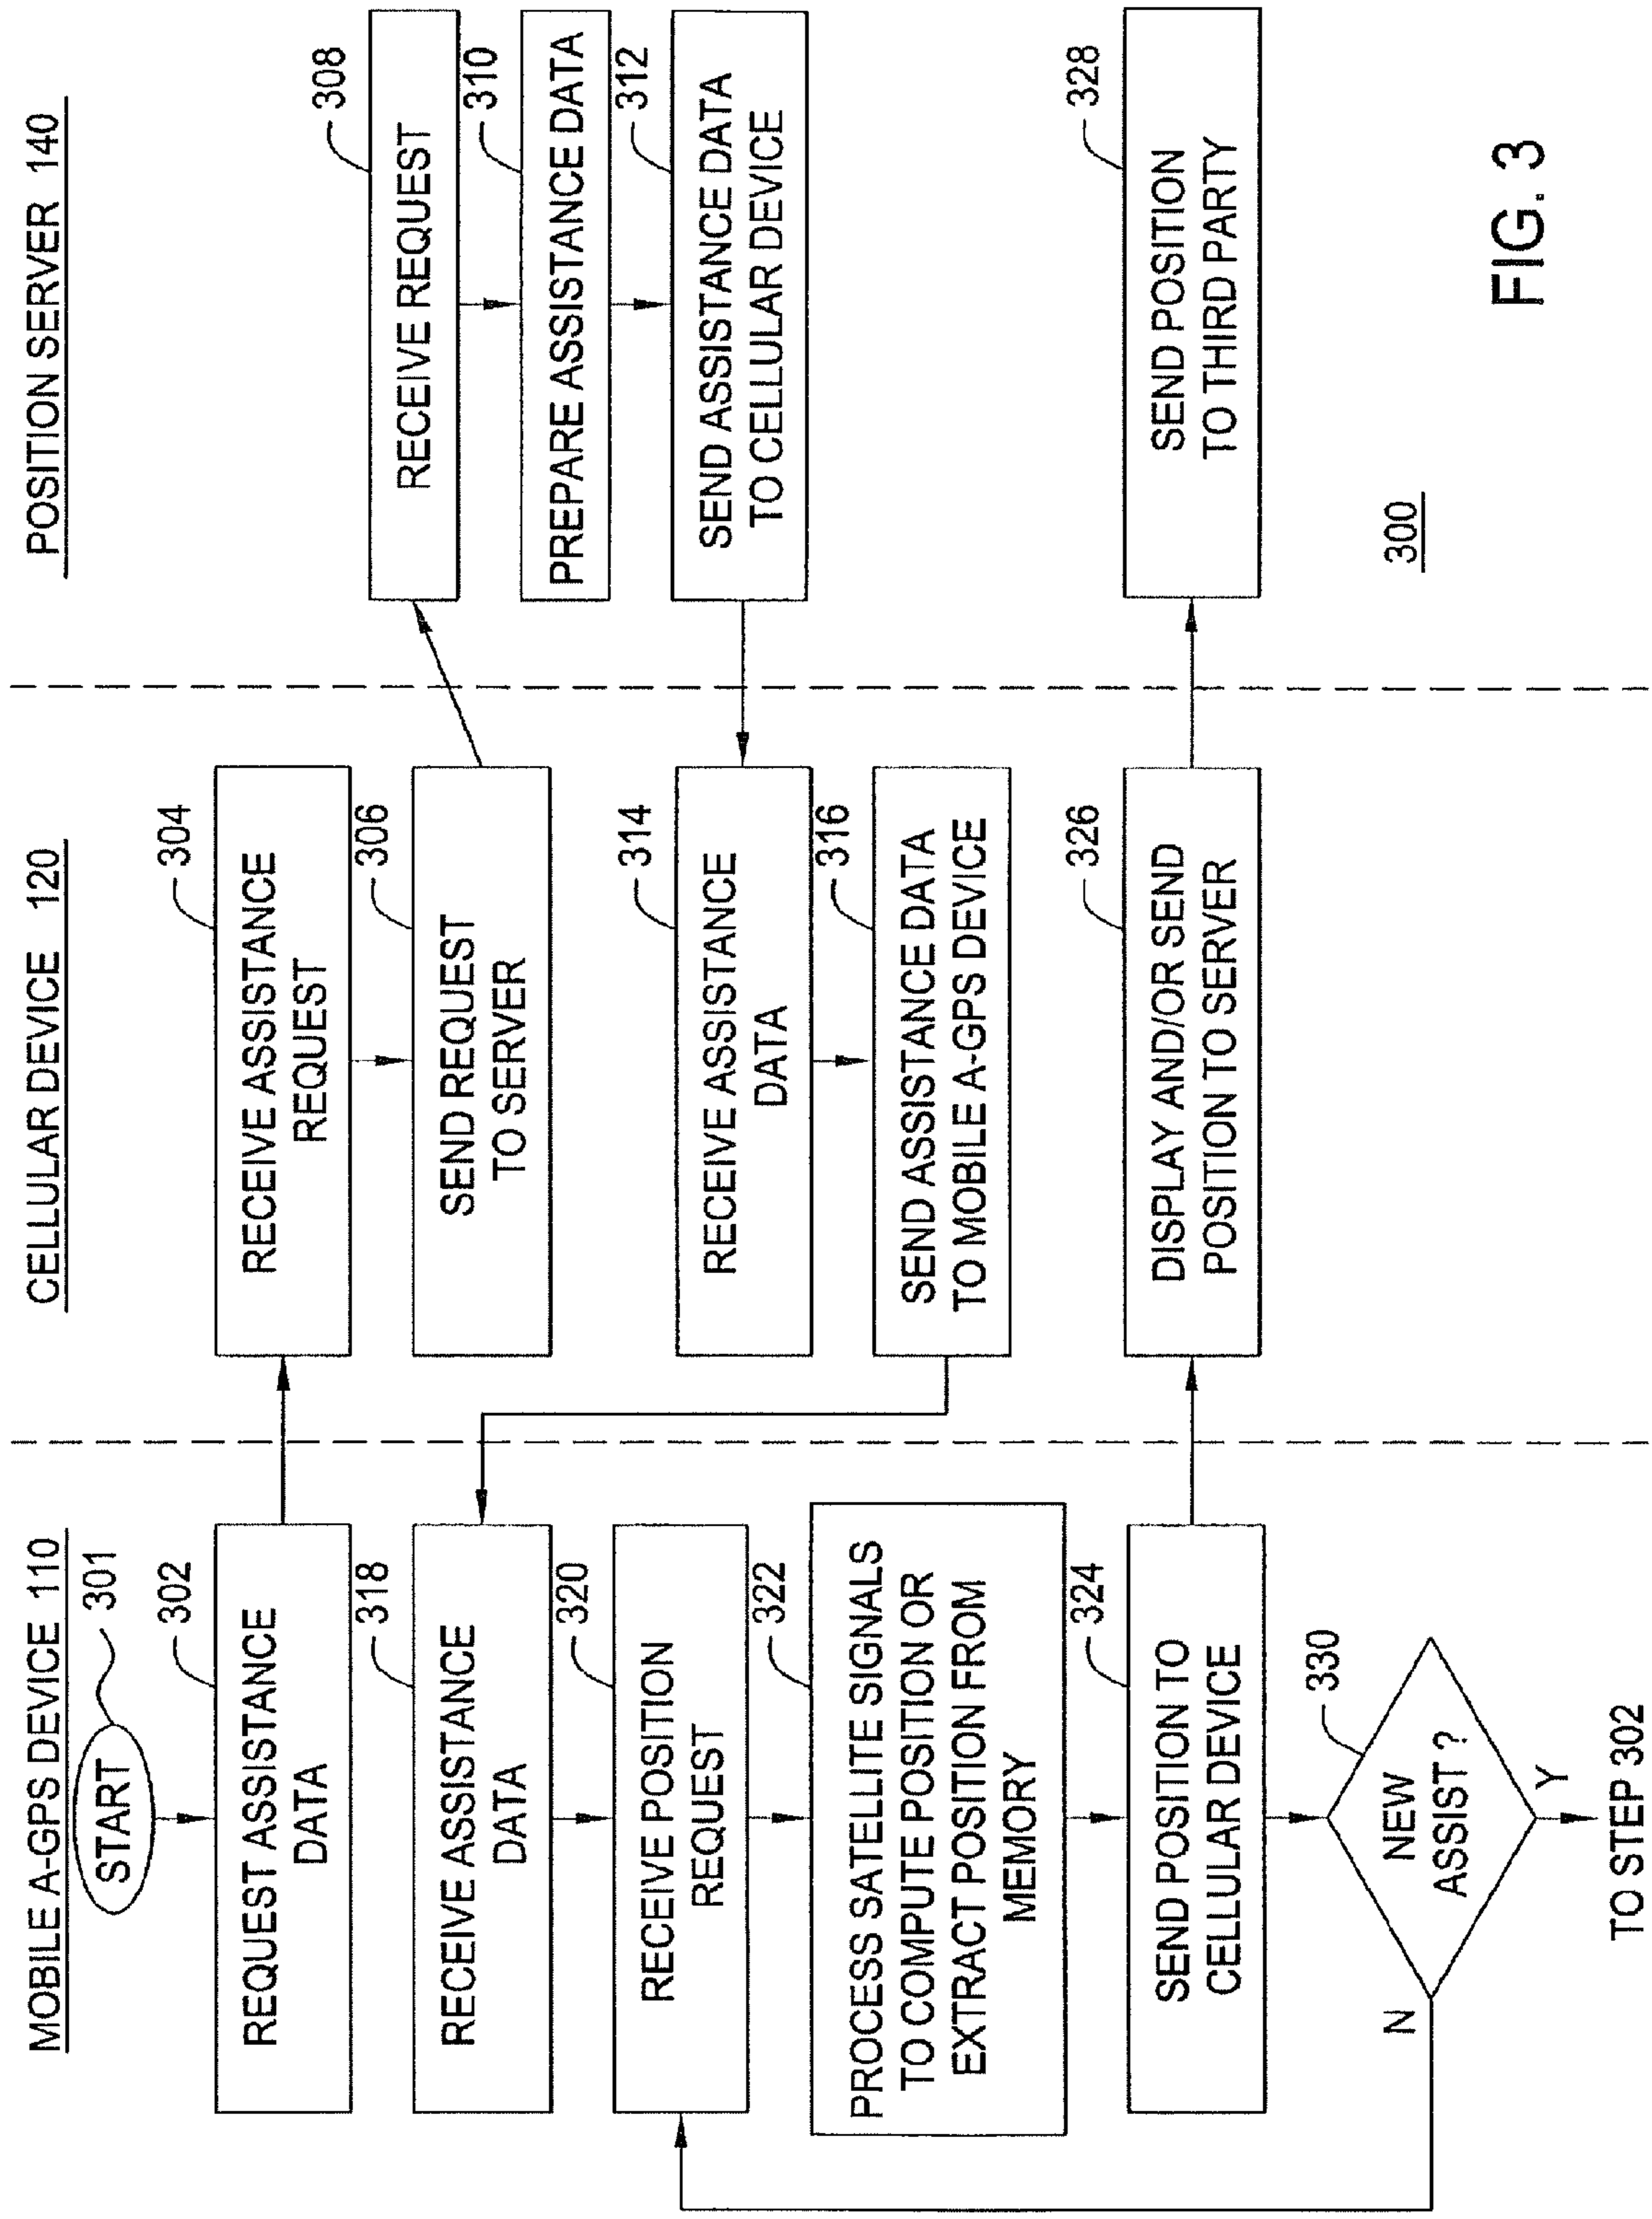 MOBILE A-GPS DEVICE 110
START
301
REQUEST ASSISTANCE
DATA
302
RECEIVE ASSISTANCE
DATA
318
RECEIVE POSITION
REQUEST
320
PROCESS SATELLITE SIGNALS
TO COMPUTE POSITION OR
EXTRACT POSITION FROM
MEMORY
322
SEND POSITION TO
CELLULAR DEVICE
324
NEW
ASSIST ?
330
N
Y
TO STEP 302
CELLULAR DEVICE 120
RECEIVE ASSISTANCE
REQUEST
304
SEND REQUEST
TO SERVER
306
RECEIVE ASSISTANCE
DATA
314
SEND ASSISTANCE DATA
TO MOBILE A-GPS DEVICE
316
DISPLAY AND/OR SEND
POSITION TO SERVER
326
POSITION SERVER 140
RECEIVE REQUEST
308
PREPARE ASSISTANCE DATA
310
SEND ASSISTANCE DATA
TO CELLULAR DEVICE
312
SEND POSITION
TO THIRD PARTY
328
300
FIG. 3